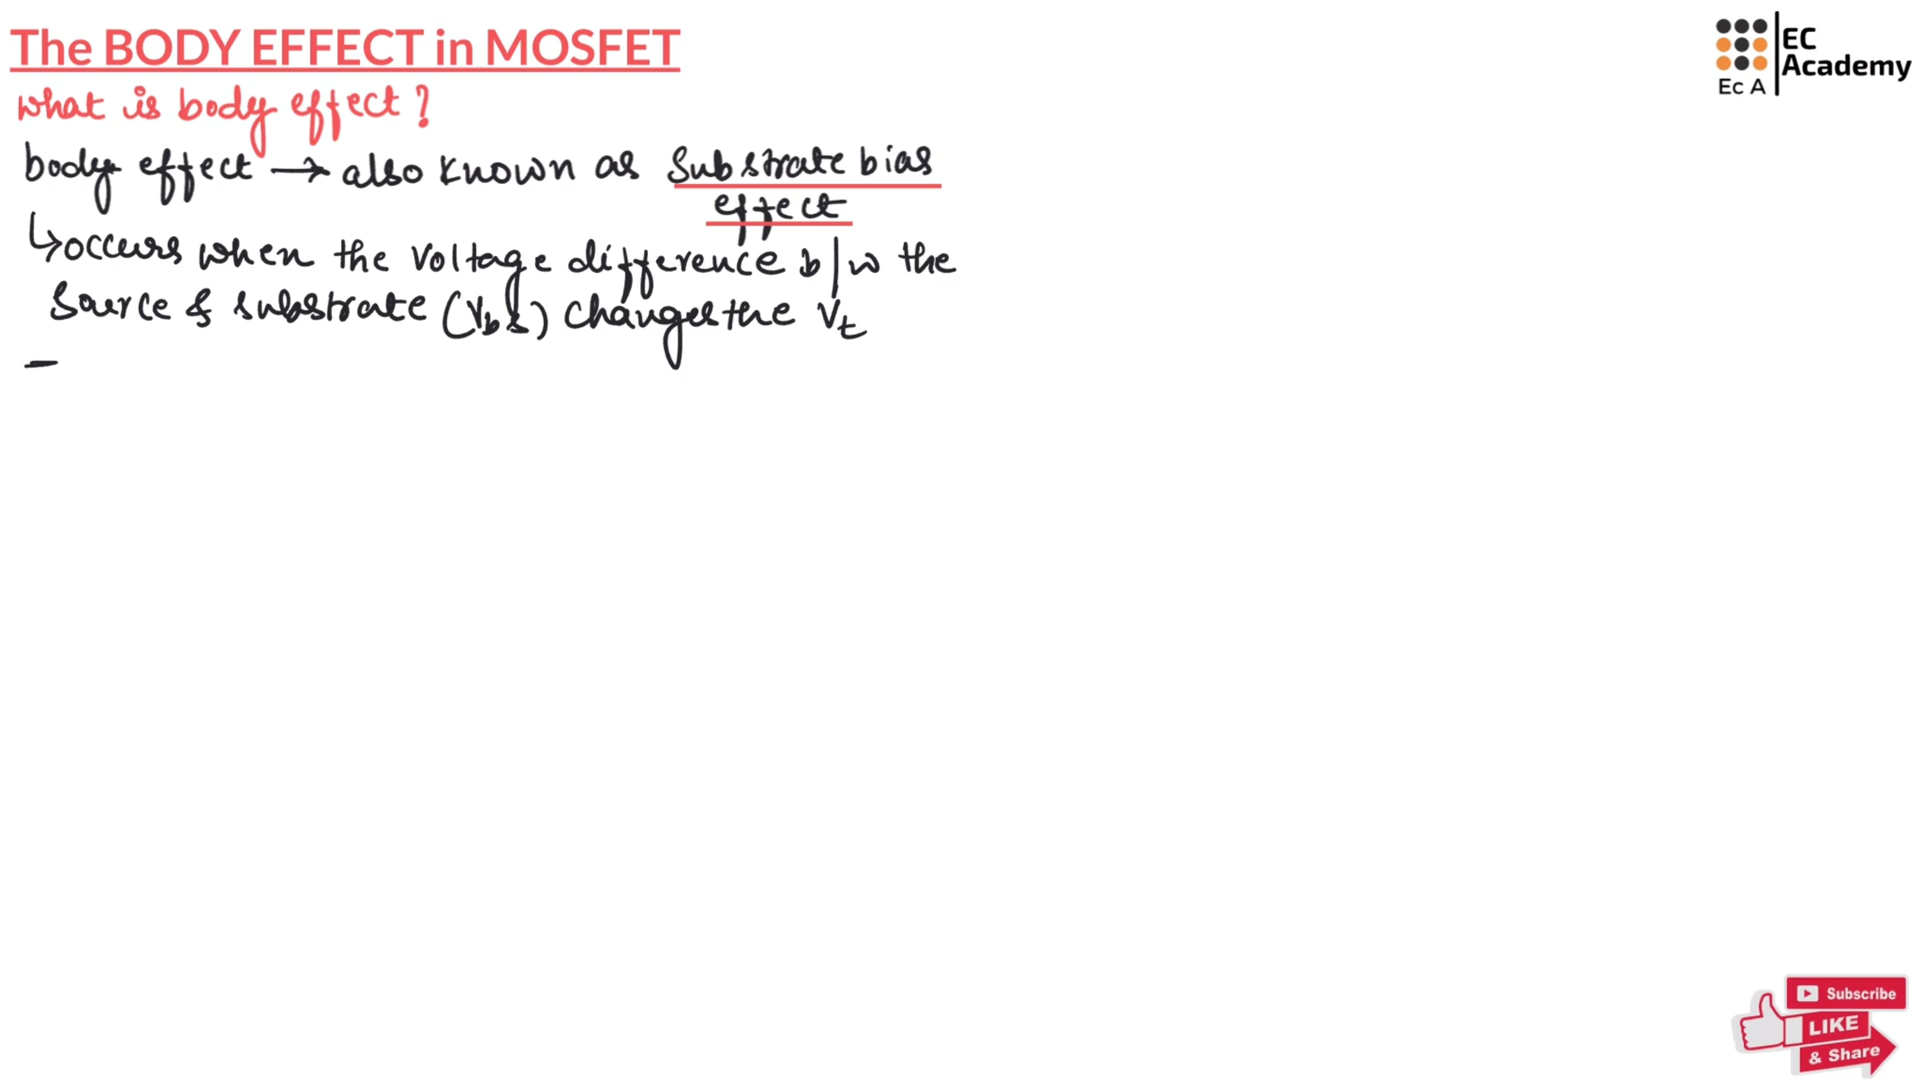 The BODY EFFECT in MOSFET
EC
Academy
Ec A
what is body effect?
body effect → also known as Substrate bias
effect
↳ occurs when the voltage difference b/w the
Source & substrate (Vbs) changes the Vt
Subscribe
LIKE
& Share